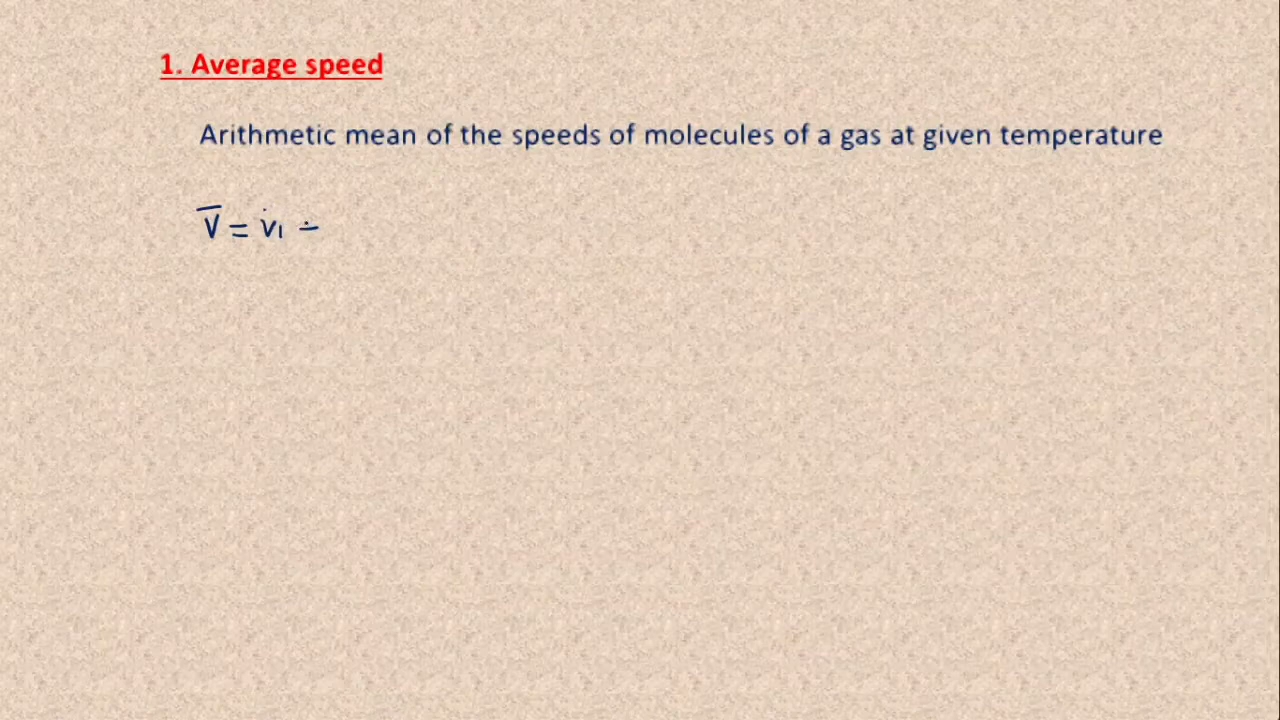 1. Average speed
Arithmetic mean of the speeds of molecules of a gas at given temperature
V̅ = v1